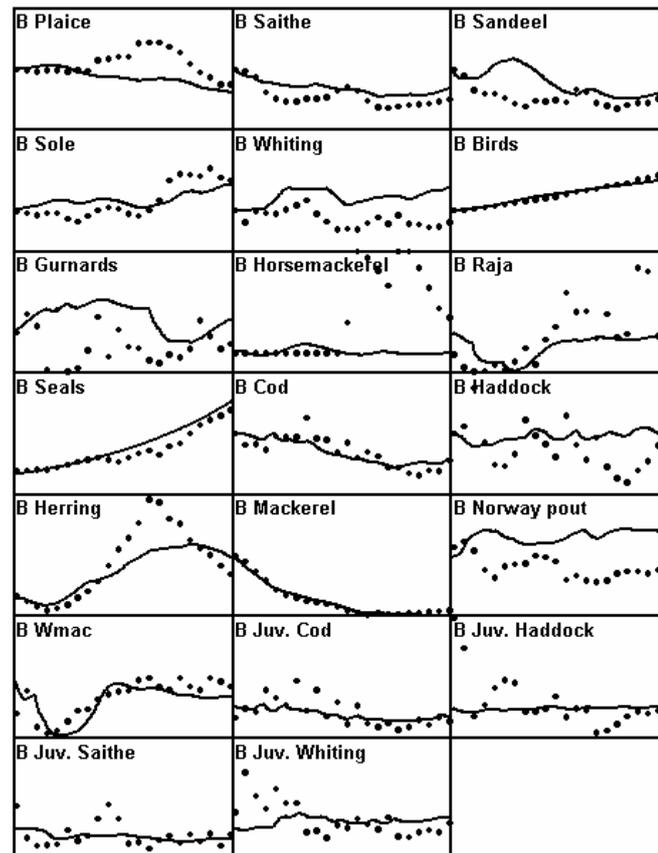 B Plaice
B Saithe
B Sandeel
B Sole
B Whiting
B Birds
B Gurnards
B Horsemackerel
B Raja
B Seals
B Cod
B Haddock
B Herring
B Mackerel
B Norway pout
B Wmac
B Juv. Cod
B Juv. Haddock
B Juv. Saithe
B Juv. Whiting